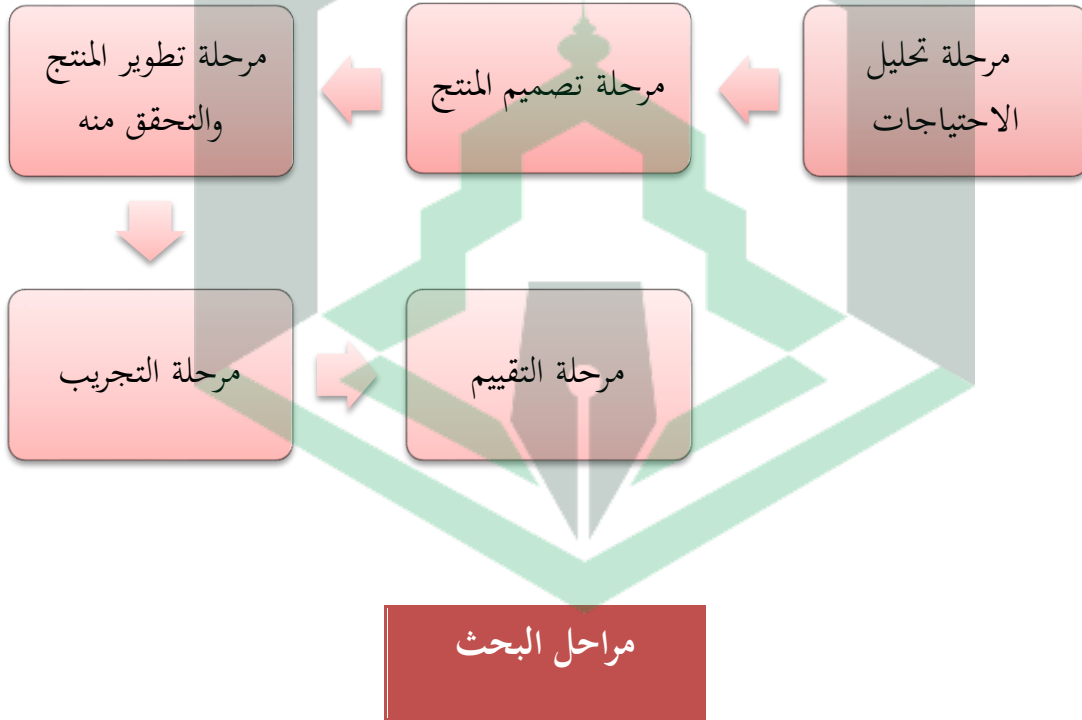 مرحلة تحليل
الاحتياجات
مرحلة تصميم المنتج
مرحلة تطوير المنتج
والتحقق منه
مرحلة التجريب
مرحلة التقييم
مراحل البحث